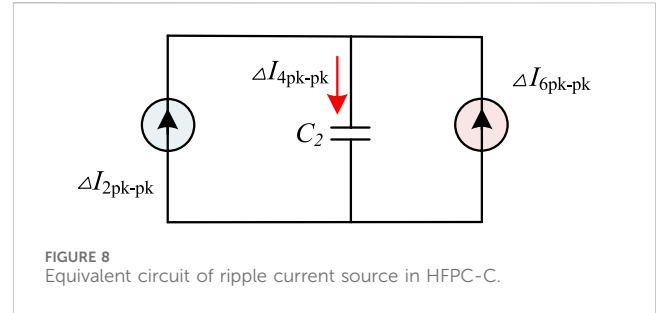 △I4pk-pk
△I6pk-pk
C2
△I2pk-pk
FIGURE 8
Equivalent circuit of ripple current source in HFPC-C.